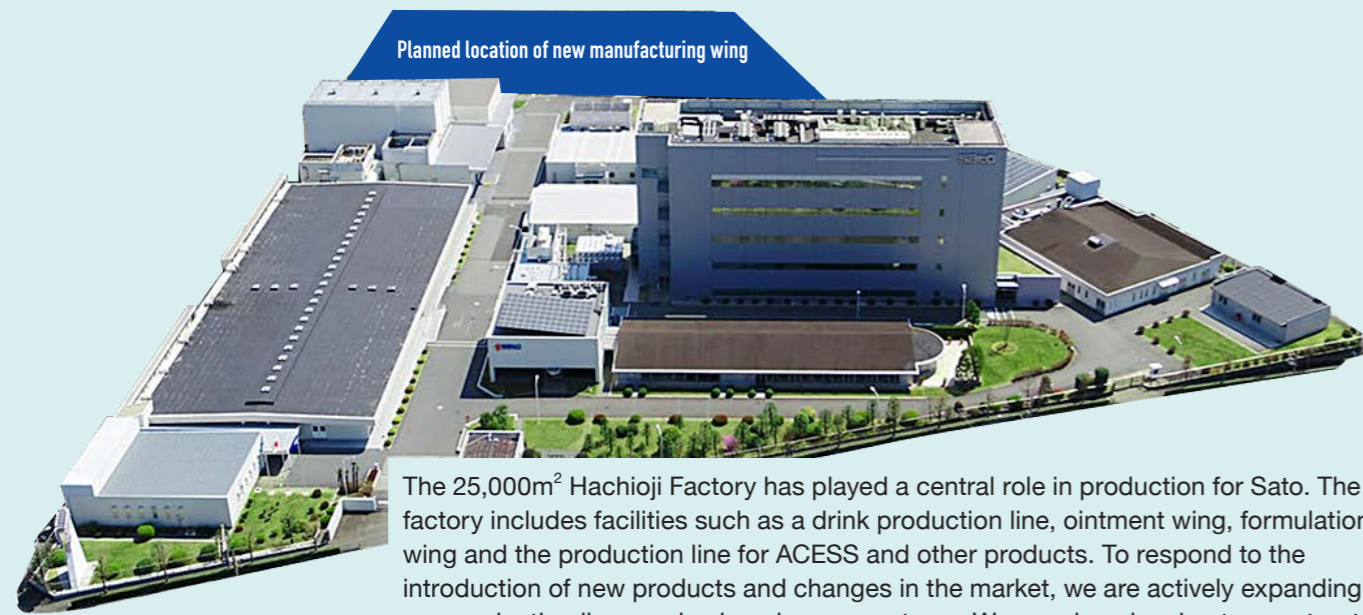 Planned location of new manufacturing wing
sato
The 25,000m² Hachioji Factory has played a central role in production for Sato. The
factory includes facilities such as a drink production line, ointment wing, formulation
wing and the production line for ACESS and other products. To respond to the
introduction of new products and changes in the market, we are actively expanding